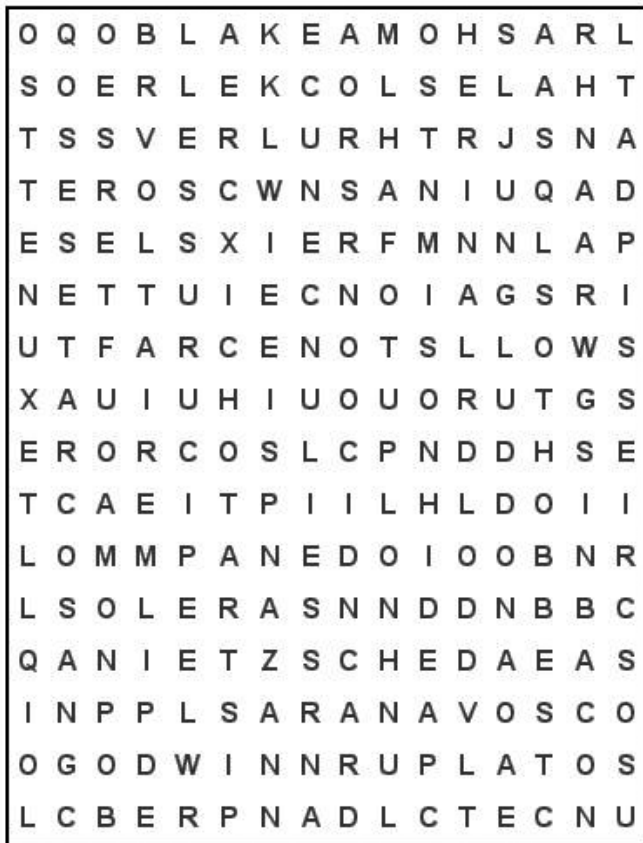 O Q O B L A K E A M O H S A R L
S O E R L E K C O L S E L A H T
T S S V E R L U R H T R J S N A
T E R O S C W N S A N I U Q A D
E S E L S X I E R F M N N L A P
N E T T U I E C N O I A G S R I
U T F A R C E N O T S L L O W S
X A U I U H I U O U O R U T G S
E R O R C O S L C P N D D H S E
T C A E I T P I I L H L D O I I
L O M M P A N E D O I O O B N R
L S O L E R A S N N D D N B B C
Q A N I E T Z S C H E D A E A S
I N P P L S A R A N A V O S C O
O G O D W I N N R U P L A T O S
L C B E R P N A D L C T E C N U